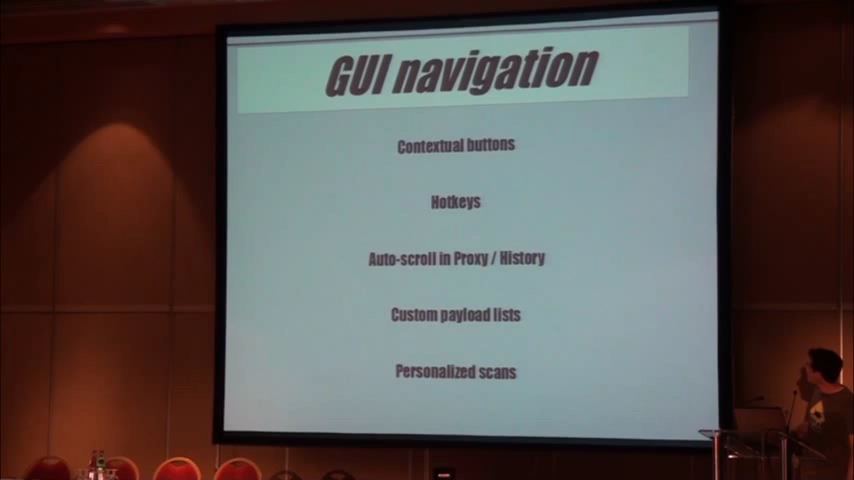 GUI navigation
Contextual buttons
Hotkeys
Auto-scroll in Proxy / History
Custom payload lists
Personalized scans